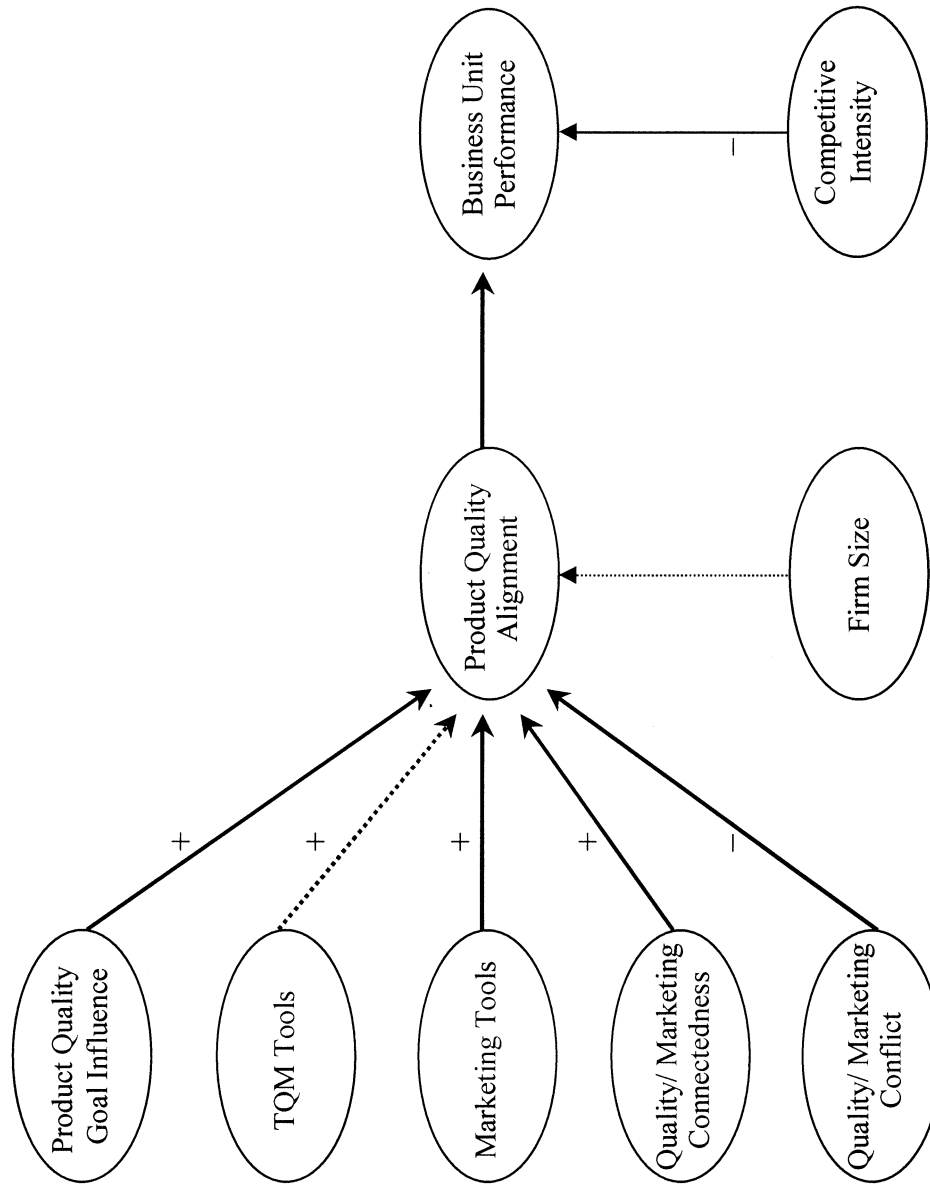 Product Quality
Goal Influence
+
TQM Tools
+
Marketing Tools
+
Quality/ Marketing
Connectedness
+
Quality/ Marketing
Conflict
–
Product Quality
Alignment
Firm Size
Business Unit
Performance
–
Competitive
Intensity